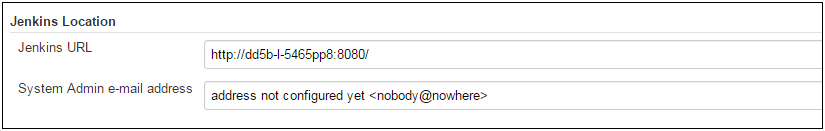 Jenkins Location
Jenkins URL
http://dd5b-l-5465pp8:8080/
System Admin e-mail address
address not configured yet <nobody@nowhere>